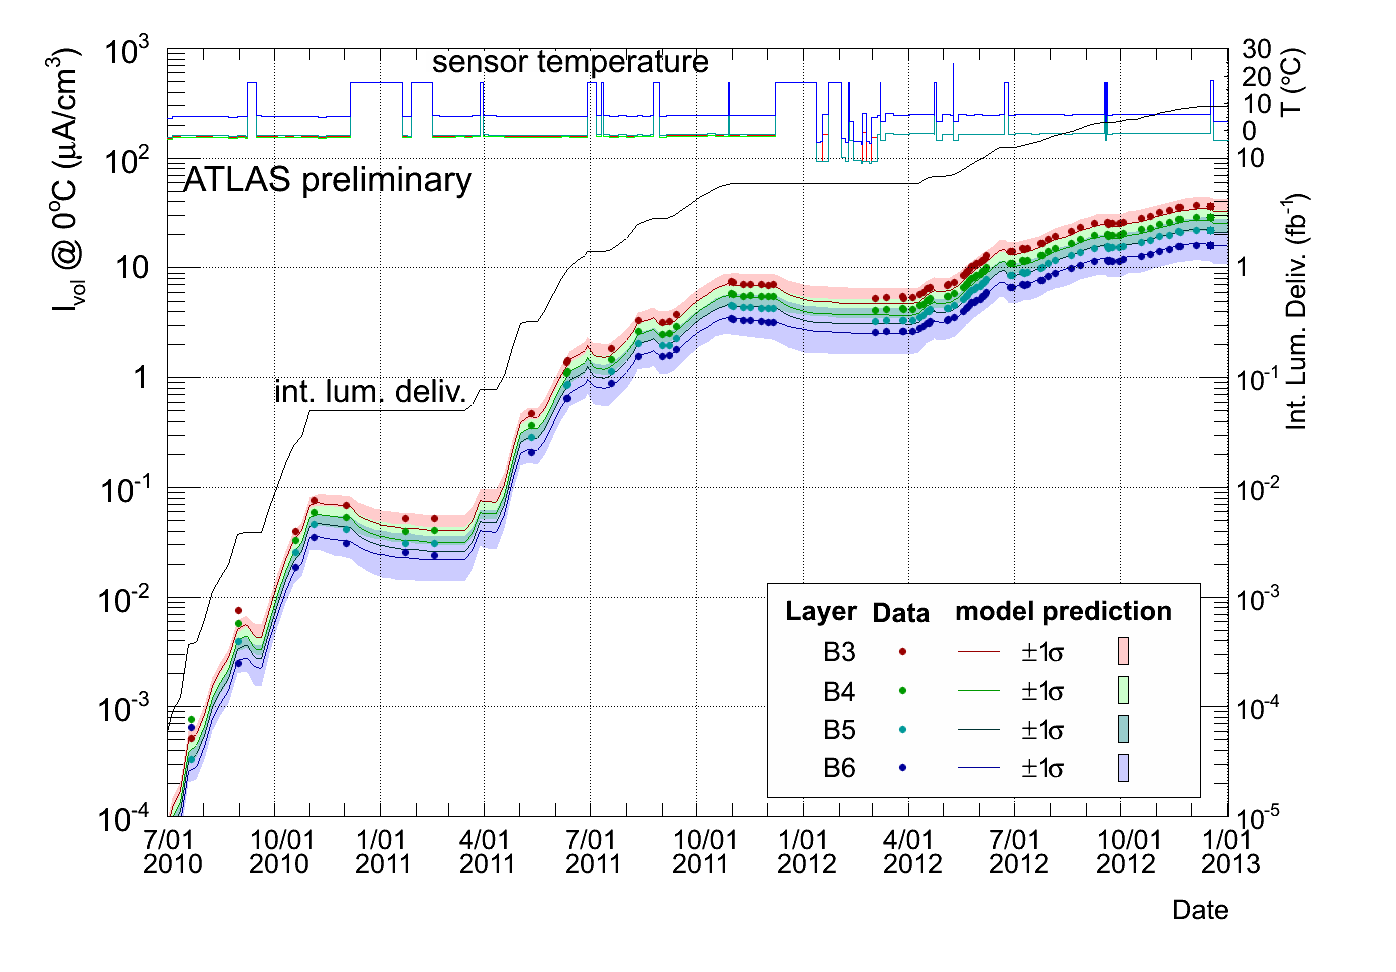 sensor temperature
ATLAS preliminary
int. lum. deliv.
I_vol @ 0°C (μA/cm³)
10³
10²
10
1
10⁻¹
10⁻²
10⁻³
10⁻⁴
30
20
10
0
T (°C)
10
1
10⁻¹
10⁻²
10⁻³
10⁻⁴
10⁻⁵
Int. Lum. Deliv. (fb⁻¹)
Layer Data model prediction
B3 ±1σ
B4 ±1σ
B5 ±1σ
B6 ±1σ
7/01 10/01 1/01 4/01 7/01 10/01 1/01 4/01 7/01 10/01 1/01
2010 2010 2011 2011 2011 2011 2012 2012 2012 2012 2013
Date